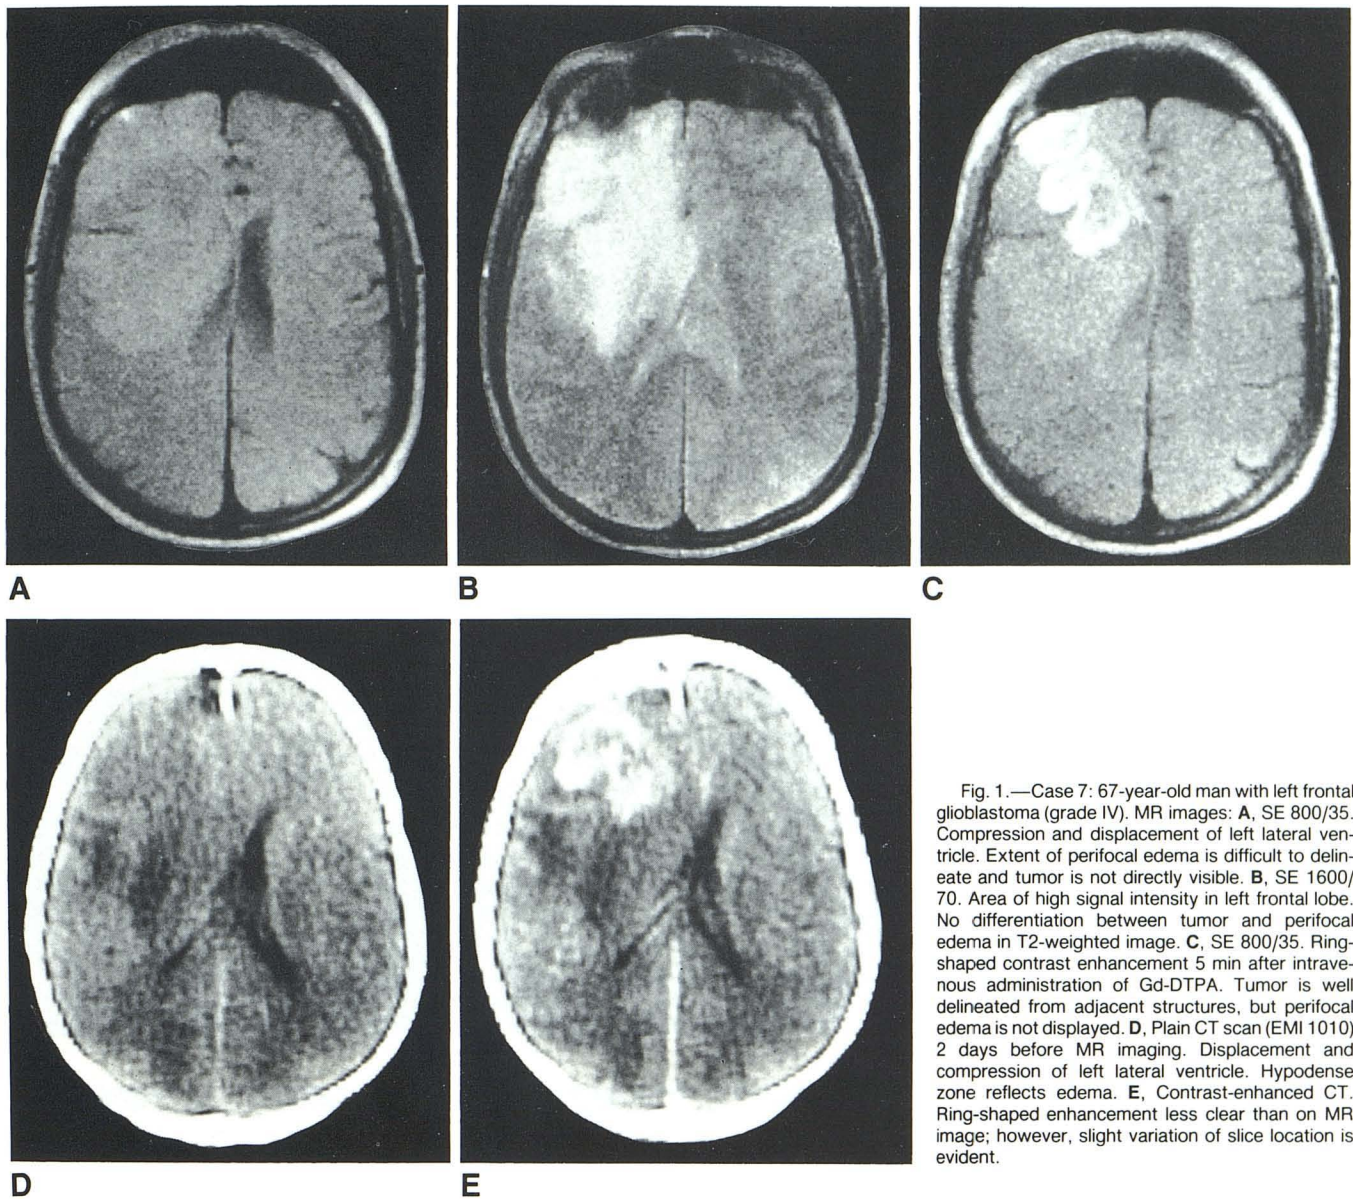 A
B
C
D
E
Fig. 1.—Case 7: 67-year-old man with left frontal
glioblastoma (grade IV). MR images: A, SE 800/35.
Compression and displacement of left lateral ven-
tricle. Extent of perifocal edema is difficult to delin-
eate and tumor is not directly visible. B, SE 1600/
70. Area of high signal intensity in left frontal lobe.
No differentiation between tumor and perifocal
edema in T2-weighted image. C, SE 800/35. Ring-
shaped contrast enhancement 5 min after intrave-
nous administration of Gd-DTPA. Tumor is well
delineated from adjacent structures, but perifocal
edema is not displayed. D, Plain CT scan (EMI 1010)
2 days before MR imaging. Displacement and
compression of left lateral ventricle. Hypodense
zone reflects edema. E, Contrast-enhanced CT.
Ring-shaped enhancement less clear than on MR
image; however, slight variation of slice location is
evident.